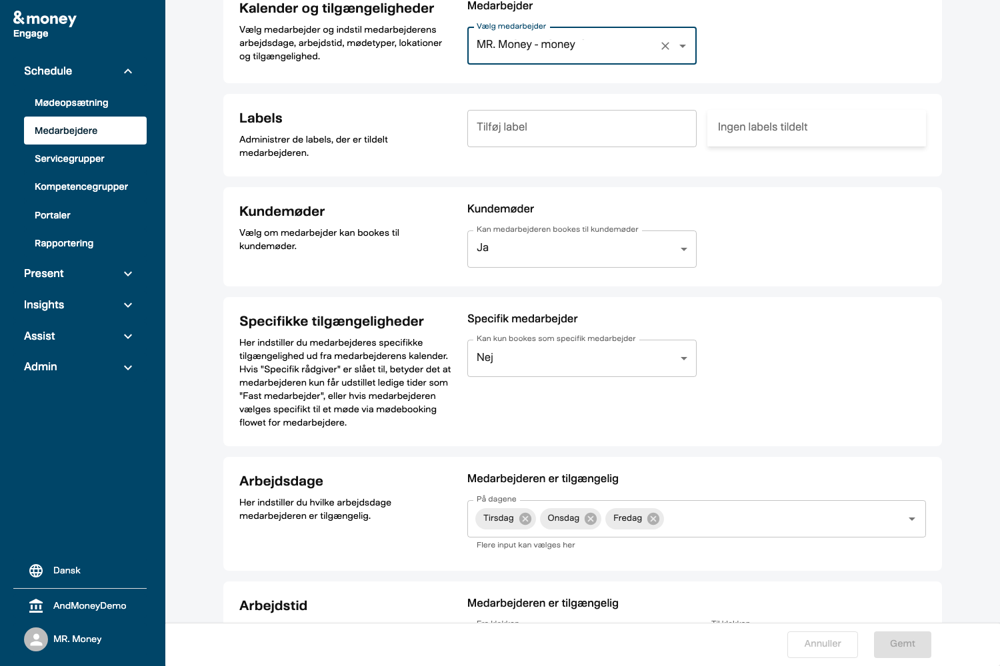 &money
Engage
Schedule
Mødeopsætning
Medarbejdere
Servicegrupper
Kompetencegrupper
Portaler
Rapportering
Present
Insights
Assist
Admin
Dansk
AndMoneyDemo
MR. Money
Kalender og tilgængeligheder
Vælg medarbejder og indstil medarbejderens
arbejdsdage, arbejdstid, mødetyper, lokationer
og tilgængelighed.
Medarbejder
Vælg medarbejder
MR. Money - money
Labels
Administrer de labels, der er tildelt
medarbejderen.
Tilføj label
Ingen labels tildelt
Kundemøder
Vælg om medarbejder kan bookes til
kundemøder.
Kundemøder
Kan medarbejderen bookes til kundemøder
Ja
Specifikke tilgængeligheder
Her indstiller du medarbejderes specifikke
tilgængelighed ud fra medarbejderens kalender.
Hvis "Specifik rådgiver" er slået til, betyder det at
medarbejderen kun får udstillet ledige tider som
"Fast medarbejder", eller hvis medarbejderen
vælges specifikt til et møde via mødebooking
flowet for medarbejdere.
Specifik medarbejder
Kan kun bookes som specifik medarbejder
Nej
Arbejdsdage
Her indstiller du hvilke arbejdsdage
medarbejderen er tilgængelig.
Medarbejderen er tilgængelig
På dagene
Tirsdag Onsdag Fredag
Flere input kan vælges her
Arbejdstid
Medarbejderen er tilgængelig
Fra klokken Til klokken
Annuller Gemt